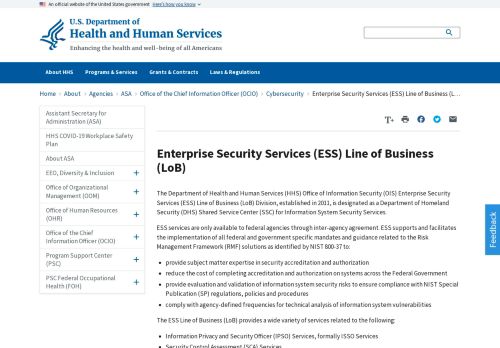 An official website of the United States government Here's how you know
U.S. Department of
Health and Human Services
Enhancing the health and well-being of all Americans
About HHS Programs & Services Grants & Contracts Laws & Regulations
Home > About > Agencies > ASA > Office of the Chief Information Officer (OCIO) > Cybersecurity > Enterprise Security Services (ESS) Line of Business (L...
Assistant Secretary for
Administration (ASA)
HHS COVID-19 Workplace Safety
Plan
About ASA
EEO, Diversity & Inclusion +
Office of Organizational
Management (OOM) +
Office of Human Resources
(OHR) +
Office of the Chief
Information Officer (OCIO) +
Program Support Center
(PSC) +
PSC Federal Occupational
Health (FOH) +
T+
Enterprise Security Services (ESS) Line of Business
(LoB)
The Department of Health and Human Services (HHS) Office of Information Security (OIS) Enterprise Security
Services (ESS) Line of Business (LoB) Division, established in 2011, is designated as a Department of Homeland
Security (DHS) Shared Service Center (SSC) for Information System Security Services.
ESS services are only available to federal agencies through inter-agency agreement. ESS supports and facilitates
the implementation of all federal and government specific mandates and guidance related to the Risk
Management Framework (RMF) solutions as identified by NIST 800-37 to:
• provide subject matter expertise in security accreditation and authorization
• reduce the cost of completing accreditation and authorization on systems across the Federal Government
• provide evaluation and validation of information system security risks to ensure compliance with NIST Special
Publication (SP) regulations, policies and procedures
• comply with agency-defined frequencies for technical analysis of information system vulnerabilities
The ESS Line of Business (LoB) provides a wide variety of services related to the following:
• Information Privacy and Security Officer (IPSO) Services, formally ISSO Services
• Security Control Assessment (SCA) Services
Feedback